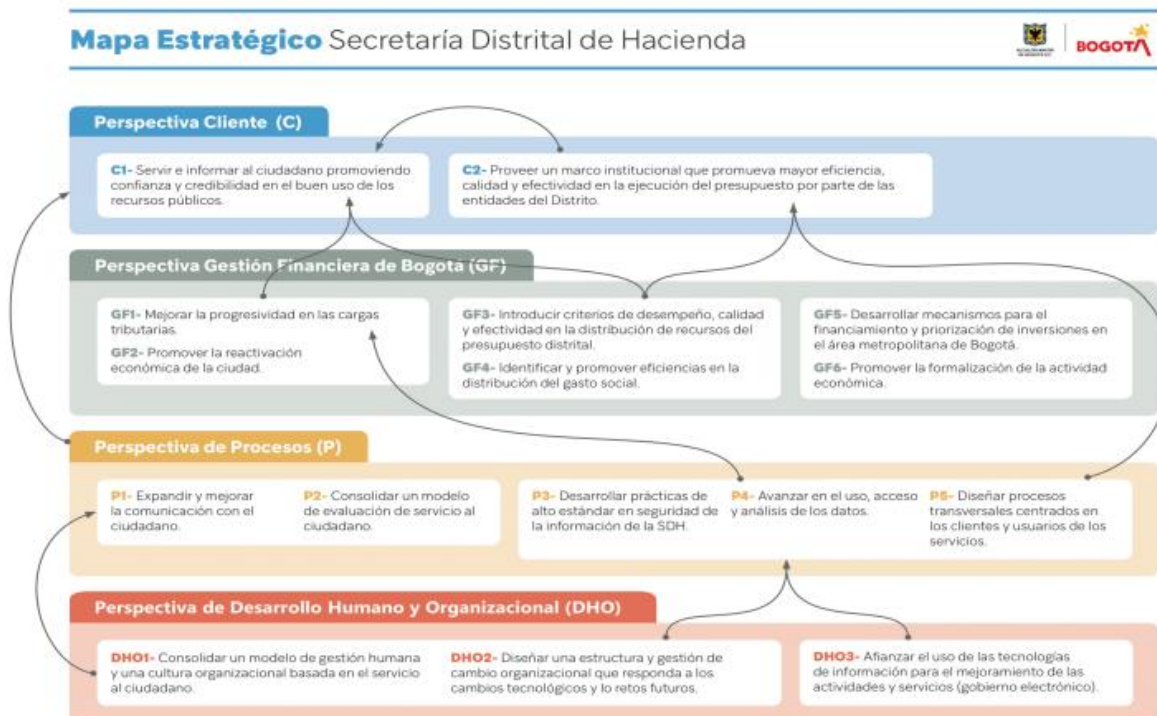 Mapa Estratégico Secretaría Distrital de Hacienda
BOGOTÁ
Perspectiva Cliente (C)
C1- Servir e informar al ciudadano promoviendo
confianza y credibilidad en el buen uso de los
recursos públicos.
C2- Proveer un marco institucional que promueva mayor eficiencia,
calidad y efectividad en la ejecución del presupuesto por parte de las
entidades del Distrito.
Perspectiva Gestión Financiera de Bogotá (GF)
GF1- Mejorar la progresividad en las cargas
tributarias.
GF2- Promover la reactivación
económica de la ciudad.
GF3- Introducir criterios de desempeño, calidad
y efectividad en la distribución de recursos del
presupuesto distrital.
GF4- Identificar y promover eficiencias en la
distribución del gasto social.
GF5- Desarrollar mecanismos para el
financiamiento y priorización de inversiones en
el área metropolitana de Bogotá.
GF6- Promover la formalización de la actividad
económica.
Perspectiva de Procesos (P)
P1- Expandir y mejorar
la comunicación con el
ciudadano.
P2- Consolidar un modelo
de evaluación de servicio al
ciudadano.
P3- Desarrollar prácticas de
alto estándar en seguridad de
la información de la SDH.
P4- Avanzar en el uso, acceso
y análisis de los datos.
P5- Diseñar procesos
transversales centrados en
los clientes y usuarios de los
servicios.
Perspectiva de Desarrollo Humano y Organizacional (DHO)
DHO1- Consolidar un modelo de gestión humana
y una cultura organizacional basada en el servicio
al ciudadano.
DHO2- Diseñar una estructura y gestión de
cambio organizacional que responda a los
cambios tecnológicos y lo retos futuros.
DHO3- Afianzar el uso de las tecnologías
de información para el mejoramiento de las
actividades y servicios (gobierno electrónico).